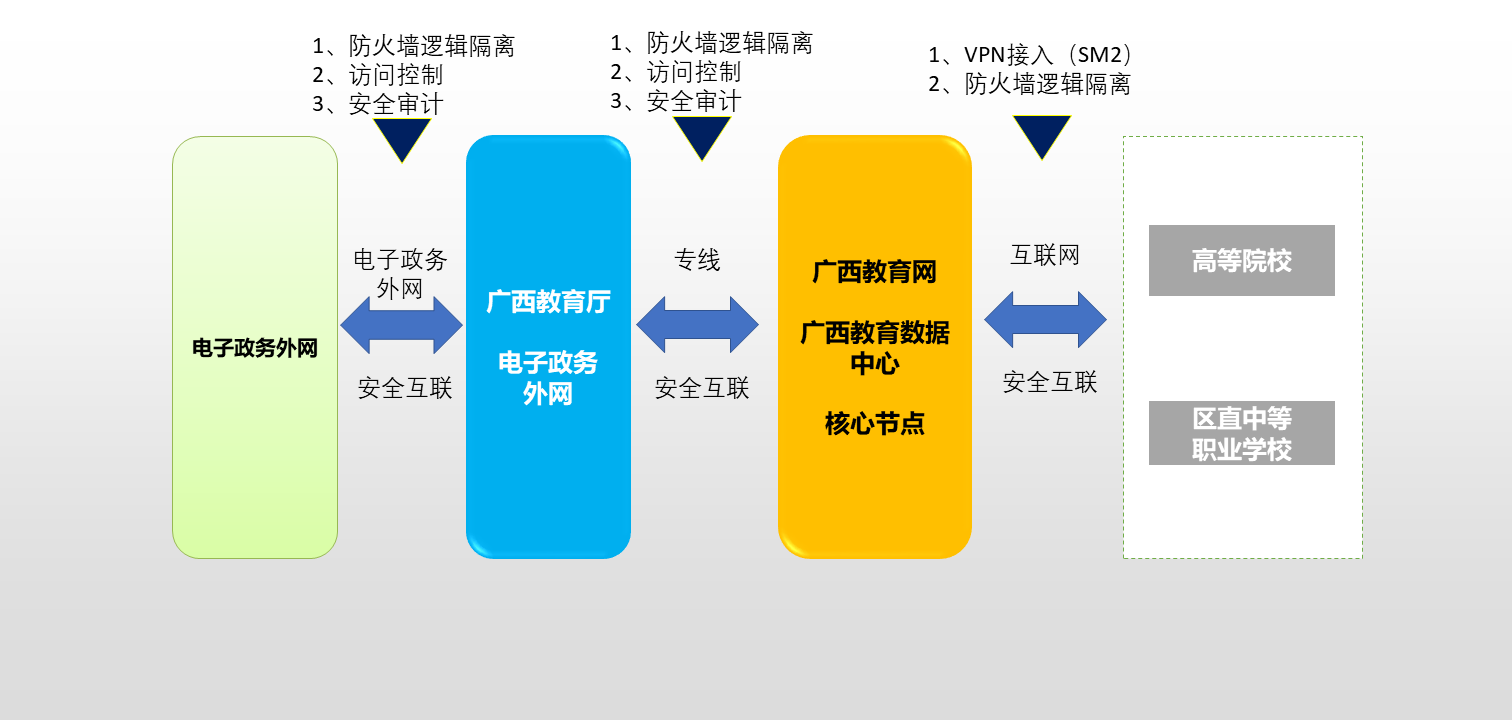 1、防火墙逻辑隔离
2、访问控制
3、安全审计
1、防火墙逻辑隔离
2、访问控制
3、安全审计
1、VPN接入（SM2）
2、防火墙逻辑隔离
电子政务外网
电子政务
外网
安全互联
广西教育厅
电子政务
外网
专线
安全互联
广西教育网
广西教育数据
中心
核心节点
互联网
安全互联
高等院校
区直中等
职业学校